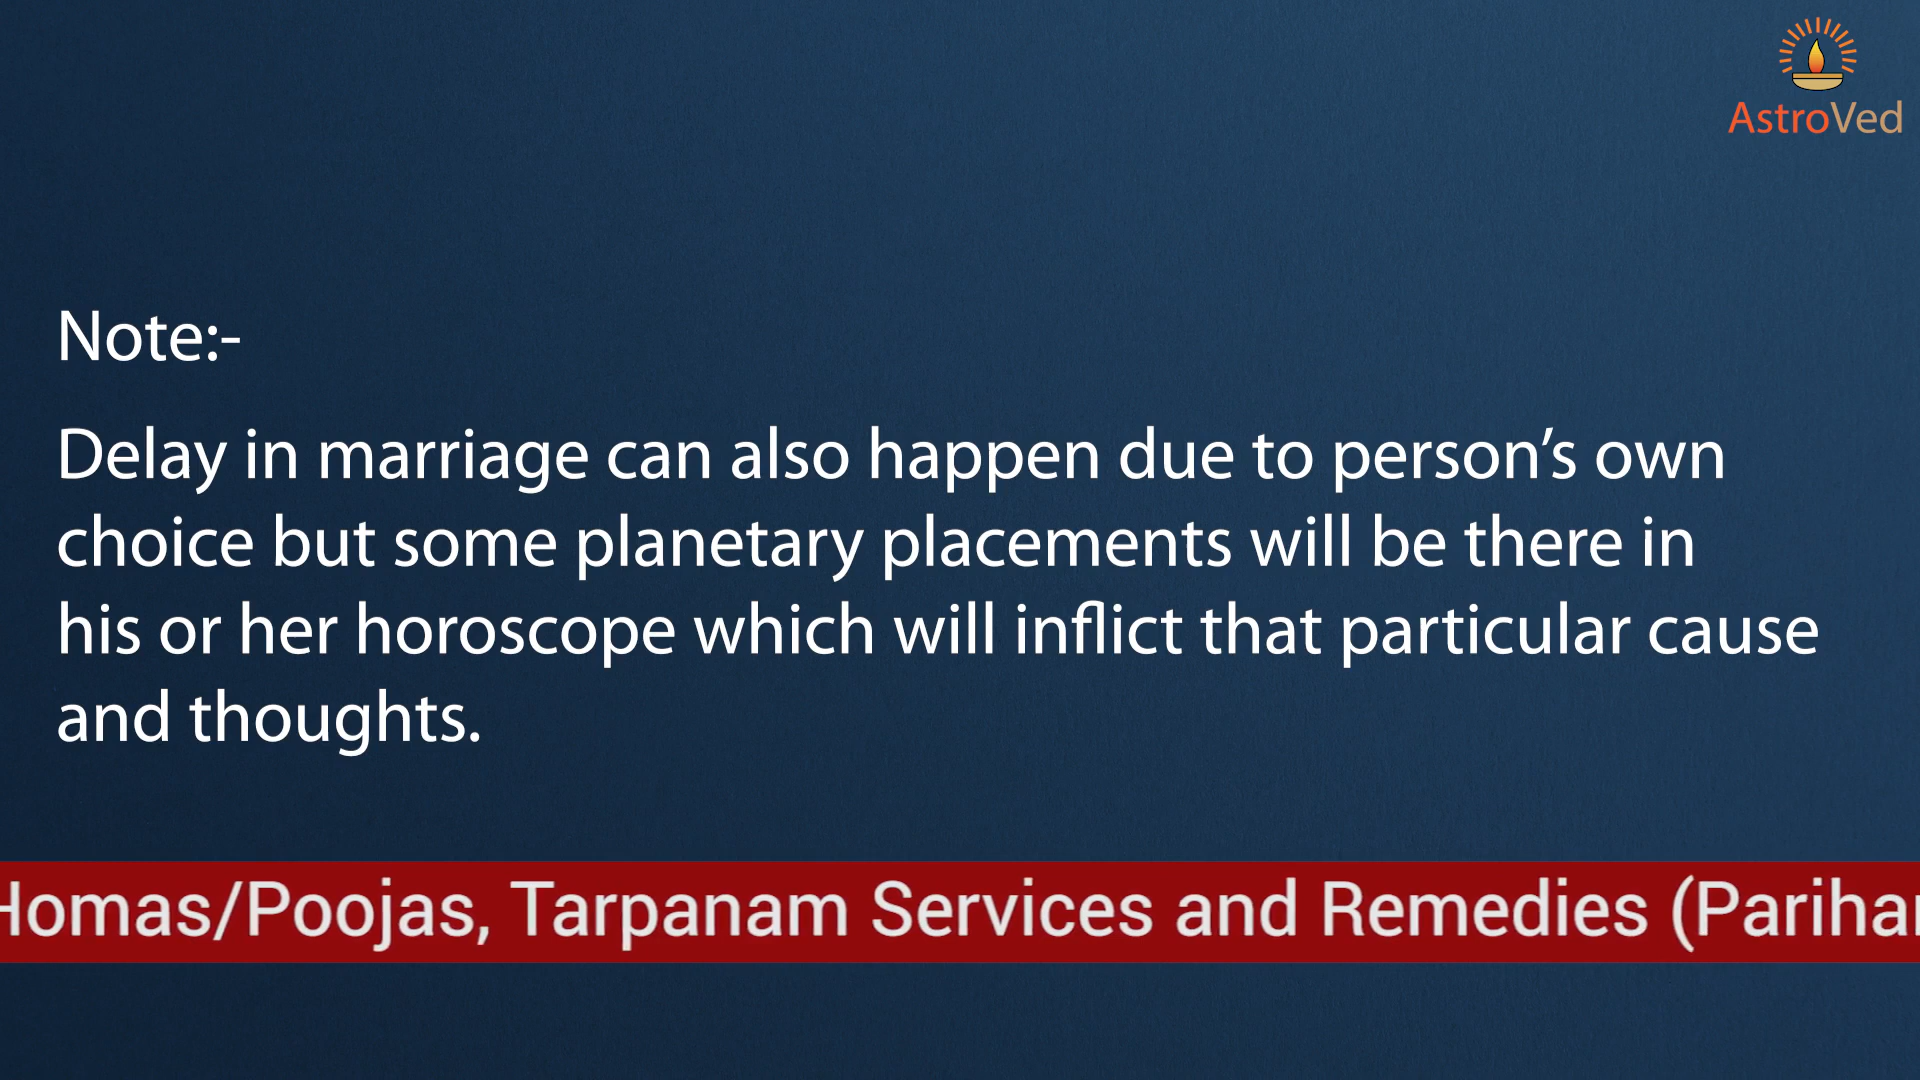 AstroVed
Note:-
Delay in marriage can also happen due to person’s own
choice but some planetary placements will be there in
his or her horoscope which will inflict that particular cause
and thoughts.
Homas/Poojas, Tarpanam Services and Remedies (Parihar